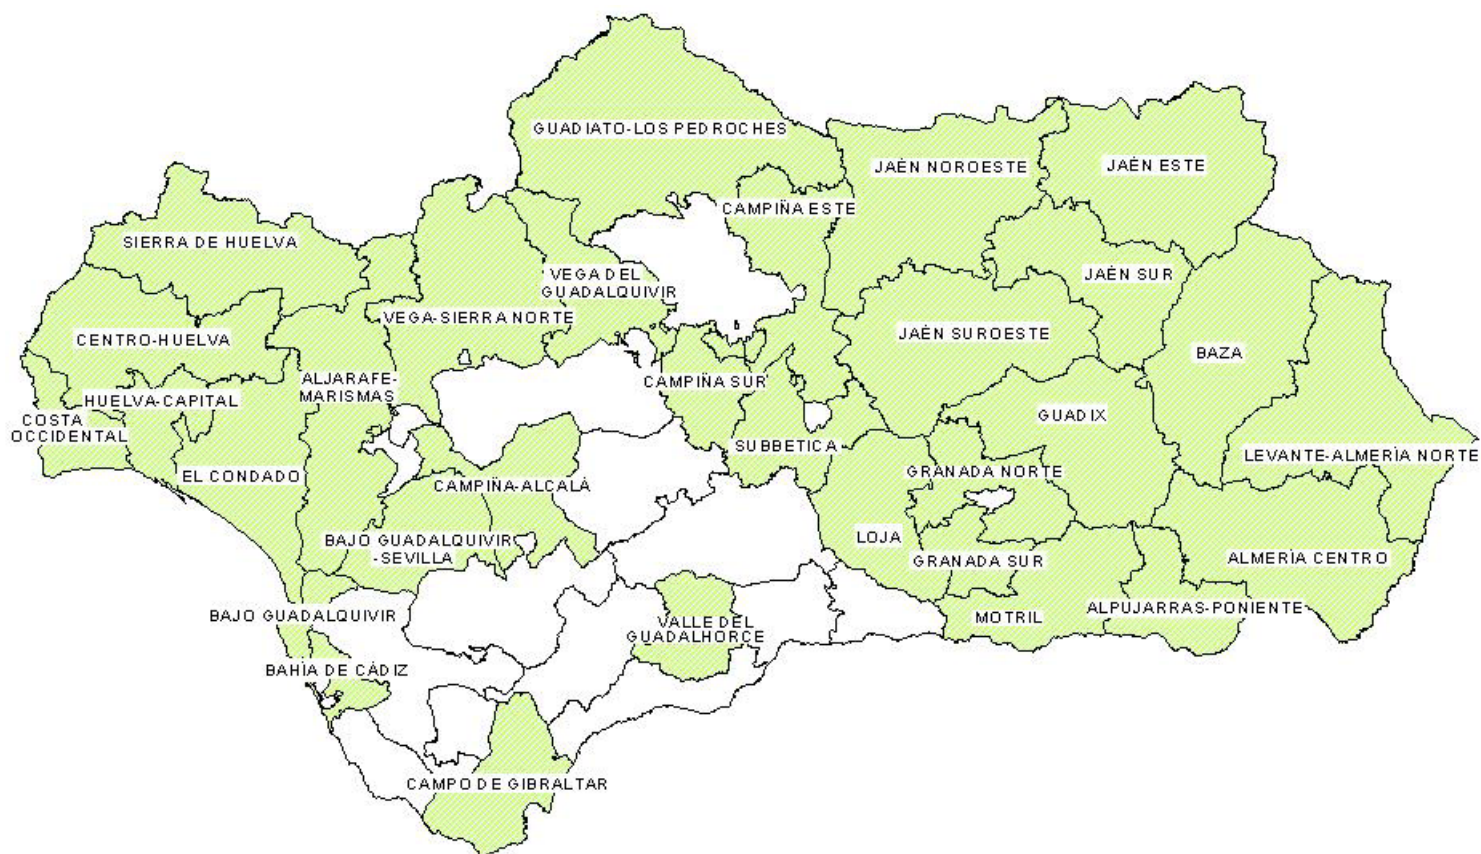 GUADIATO-LOS PEDROCHES
JAÉN NOROESTE
JAÉN ESTE
CAMPIÑA ESTE
SIERRA DE HUELVA
VEGA DEL
GUADALQUIVIR
JAÉN SUR
VEGA-SIERRA NORTE
CENTRO-HUELVA
JAÉN SUROESTE
BAZA
ALJARAFE-
MARISMAS
CAMPIÑA SUR
HUELVA-CAPITAL
GUADIX
COSTA
OCCIDENTAL
SUBBETICA
LEVANTE-ALMERÌA NORTE
EL CONDADO
CAMPIÑA-ALCALÁ
GRANADA NORTE
BAJO GUADALQUIVIR
-SEVILLA
LOJA
GRANADA SUR
ALMERÌA CENTRO
BAJO GUADALQUIVIR
VALLE DEL
GUADALHORCE
MOTRIL
ALPUJARRAS-PONIENTE
BAHÍA DE CÁDIZ
CAMPO DE GIBRALTAR